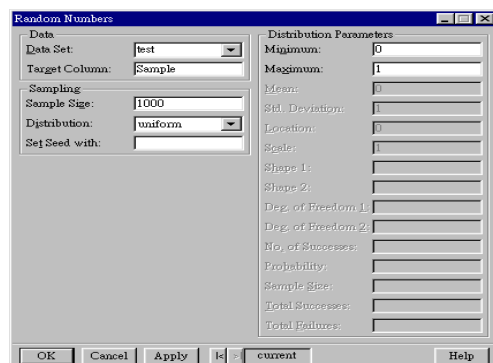 Random Numbers
Data
Data Set: test
Target Column: Sample
Sampling
Sample Size: 1000
Distribution: uniform
Set Seed with:
Distribution Parameters
Minimum: 0
Maximum: 1
Mean: 0
Std. Deviation: 1
Location: 0
Scale: 1
Shape 1:
Shape 2:
Deg. of Freedom 1:
Deg. of Freedom 2:
No. of Successes:
Probability:
Sample Size:
Total Successes:
Total Failures:
OK Cancel Apply |< >| current Help